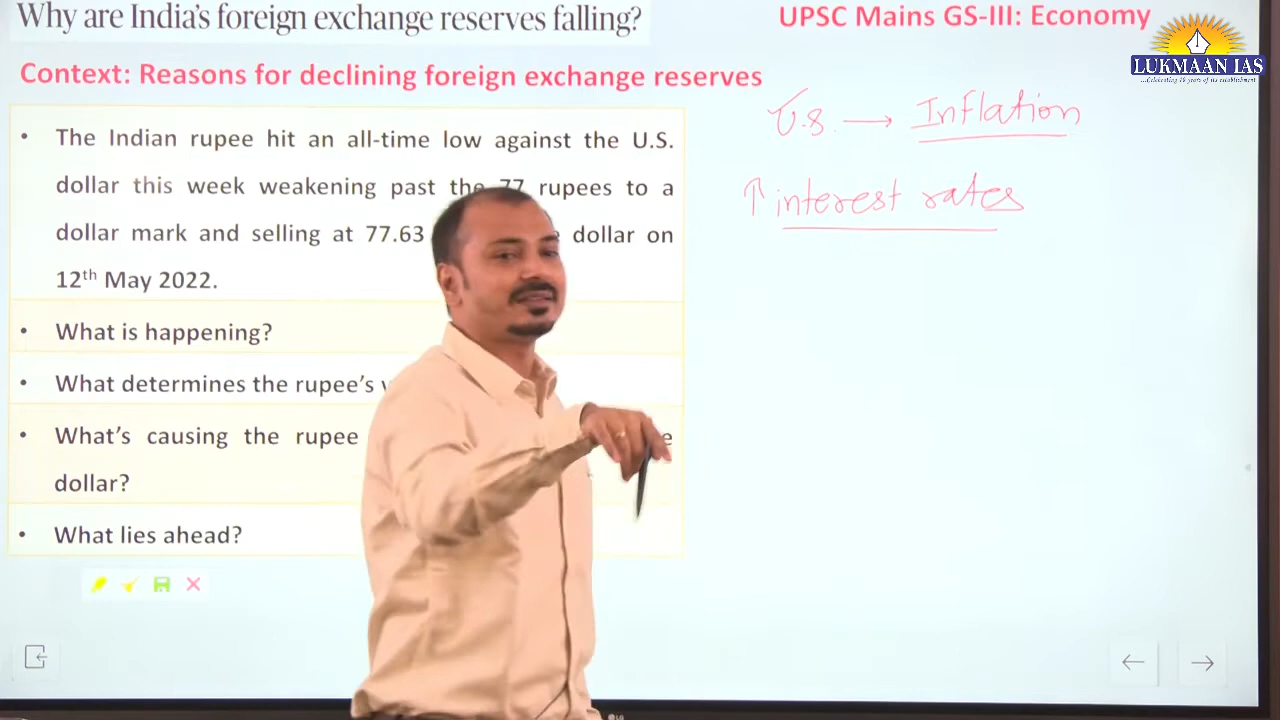 Why are India's foreign exchange reserves falling?
UPSC Mains GS-III: Economy
LUKMAAN IAS
Context: Reasons for declining foreign exchange reserves
U.S. → Inflation
↑ interest rates
• The Indian rupee hit an all-time low against the U.S.
dollar this week weakening past the 77 rupees to a
dollar mark and selling at 77.63 dollar on
12th May 2022.
• What is happening?
• What determines the rupee's
• What's causing the rupee
dollar?
• What lies ahead?
LG